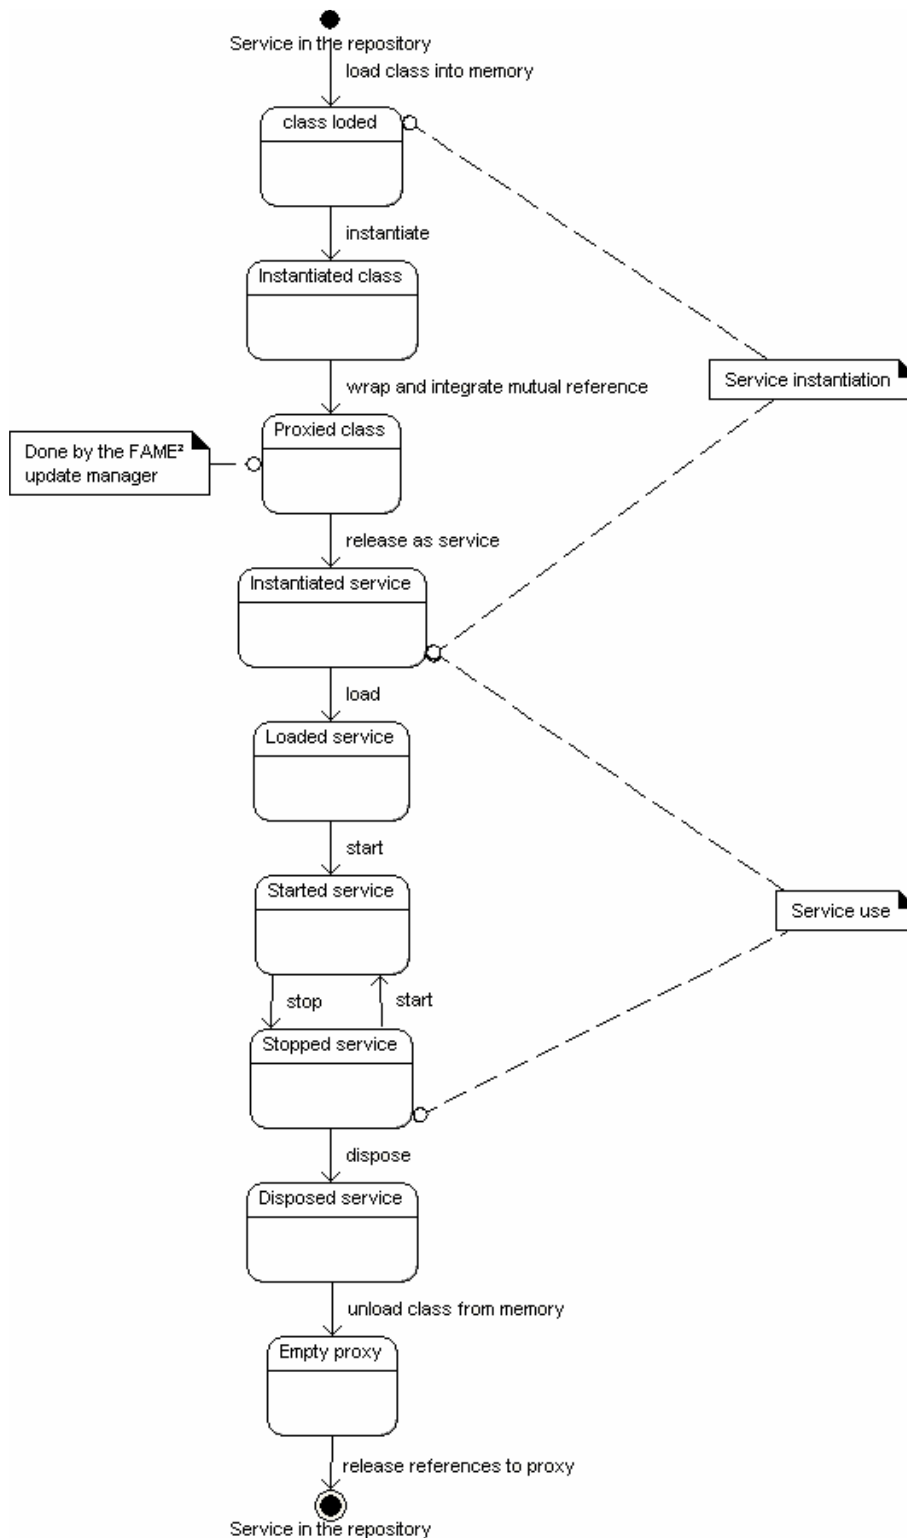 Service in the repository
load class into memory
class loded
instantiate
Instantiated class
Service instantiation
wrap and integrate mutual reference
Proxied class
Done by the FAME²
update manager
release as service
Instantiated service
load
Loaded service
start
Started service
Service use
stop
start
Stopped service
dispose
Disposed service
unload class from memory
Empty proxy
release references to proxy
Service in the repository